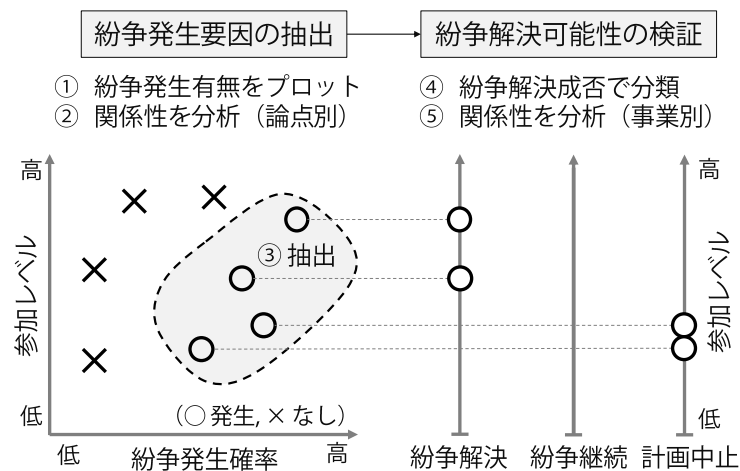 紛争発生要因の抽出
紛争解決可能性の検証
① 紛争発生有無をプロット
② 関係性を分析（論点別）
④ 紛争解決成否で分類
⑤ 関係性を分析（事業別）
高
参加レベル
低
③ 抽出
（○ 発生, × なし）
低
紛争発生確率
高
高
参加レベル
低
紛争解決
紛争継続
計画中止